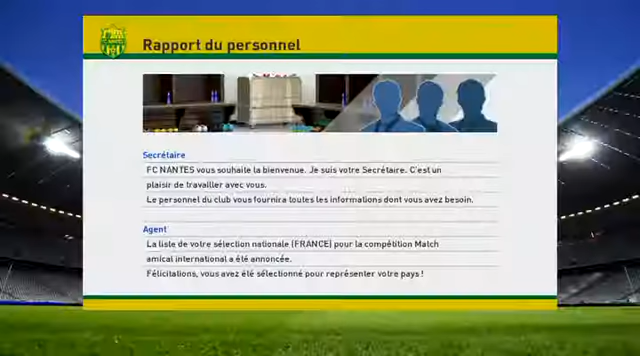 Rapport du personnel
Secrétaire
FC NANTES vous souhaite la bienvenue. Je suis votre Secrétaire. C'est un
plaisir de travailler avec vous.
Le personnel du club vous fournira toutes les informations dont vous avez besoin.
Agent
La liste de votre sélection nationale (FRANCE) pour la compétition Match
amical international a été annoncée.
Félicitations, vous avez été sélectionné pour représenter votre pays !